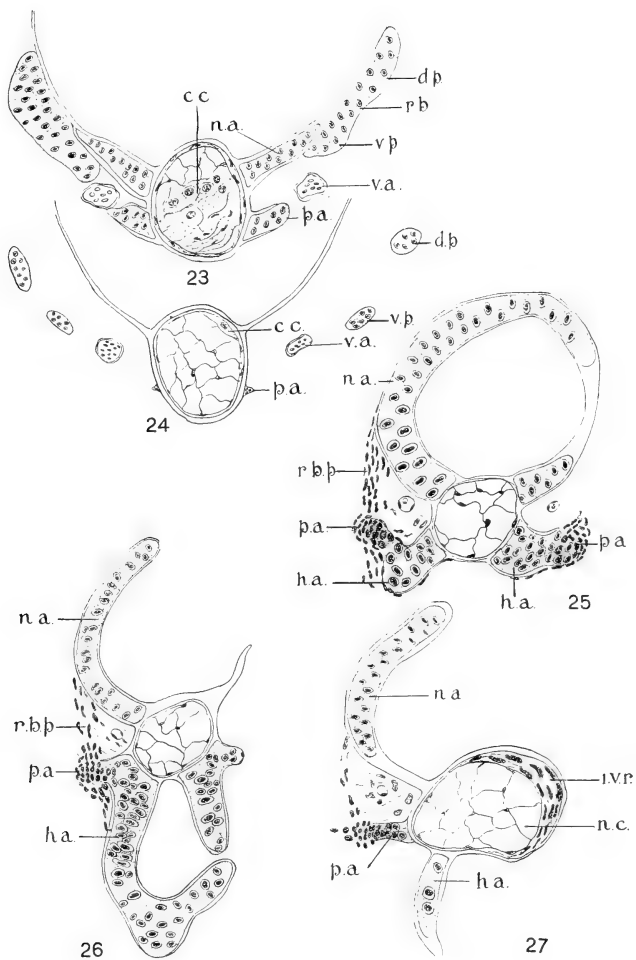 d.p.
r b
c c
n.a.
v p
v.a.
p.a.
23
d.p
c c.
v.p.
v.a.
p.a.
24
n a.
r b.p
p.a.
p a
h a.
h.a.
25
n a.
r.b.p
p.a
h a.
26
n a
i.v.r.
n.c.
p.a
h a.
27